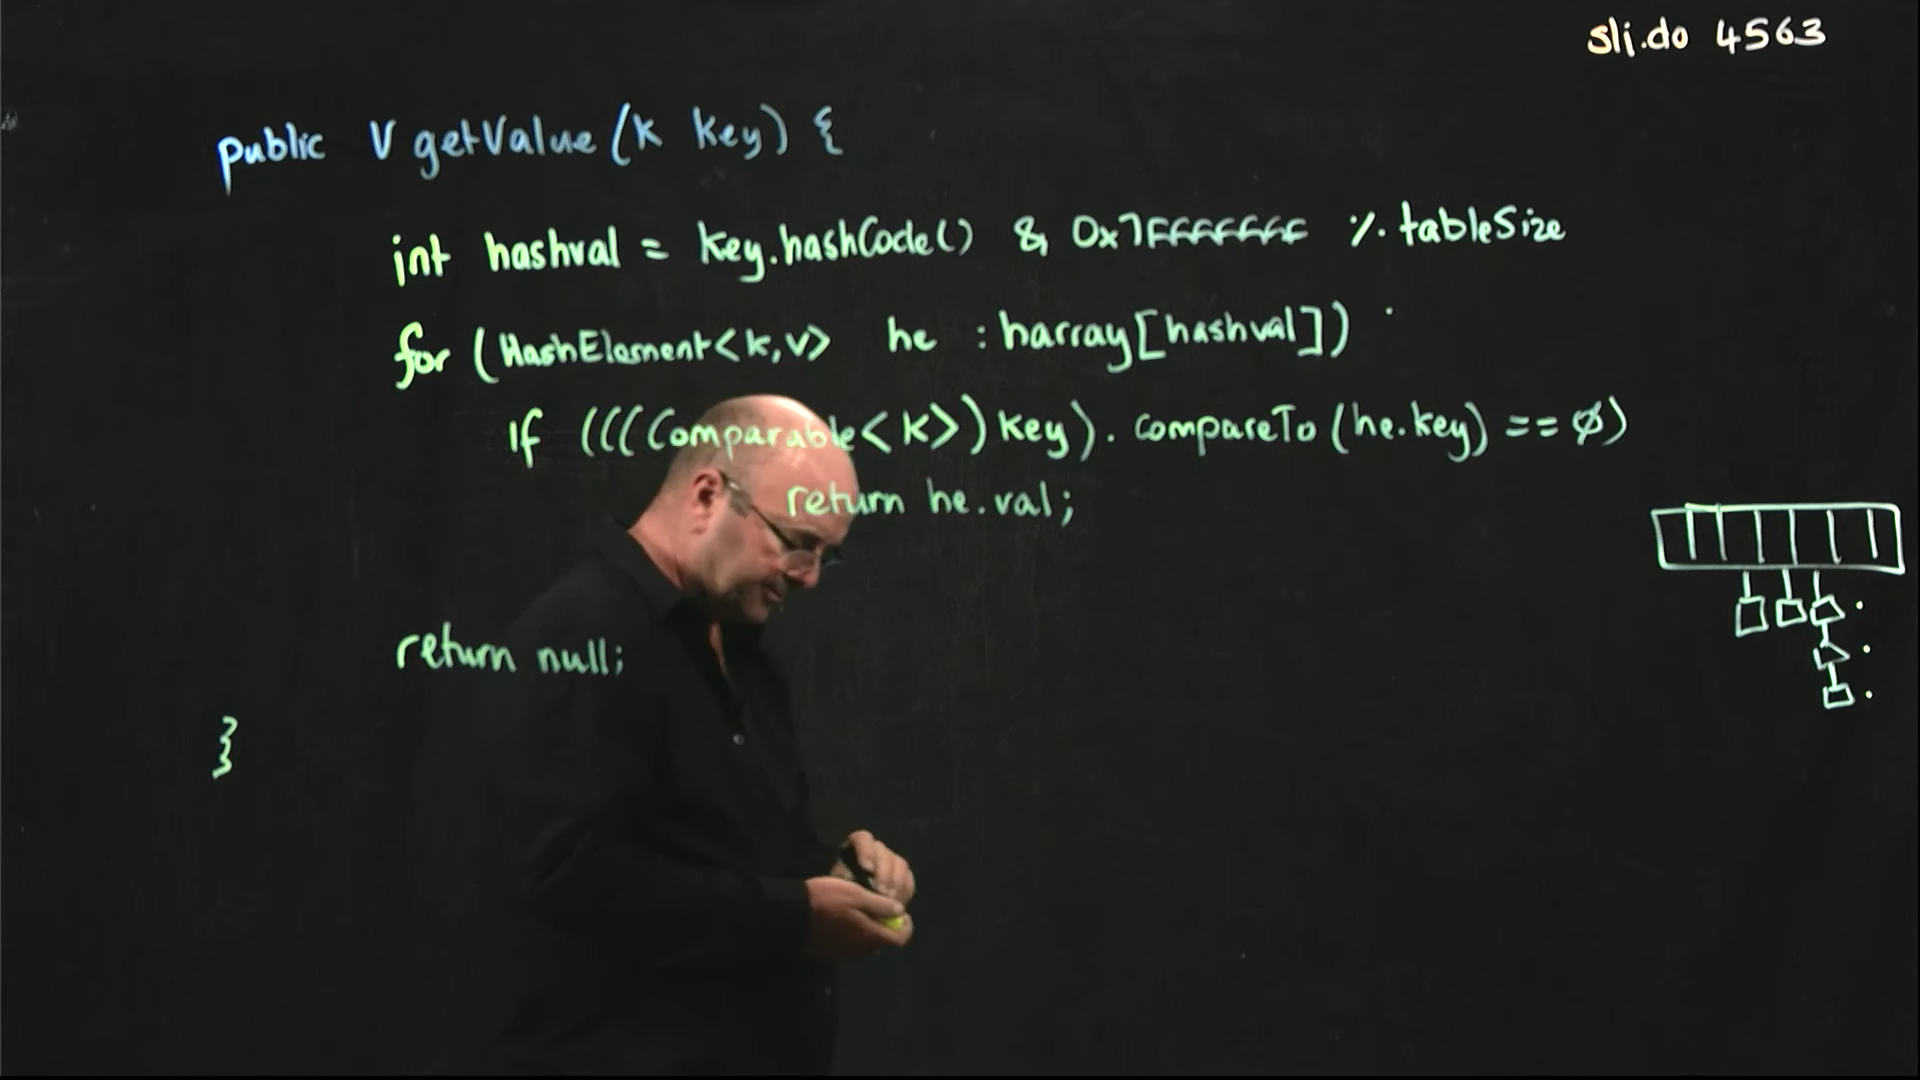 sli.do 4563
public V getValue(K key) {
int hashval = key.hashCode() & 0x7FFFFFFF % tableSize
for (HashElement<K,V> he : harray[hashval])
if (((Comparable<K>)key).compareTo(he.key) == 0)
return he.val;
return null;
}